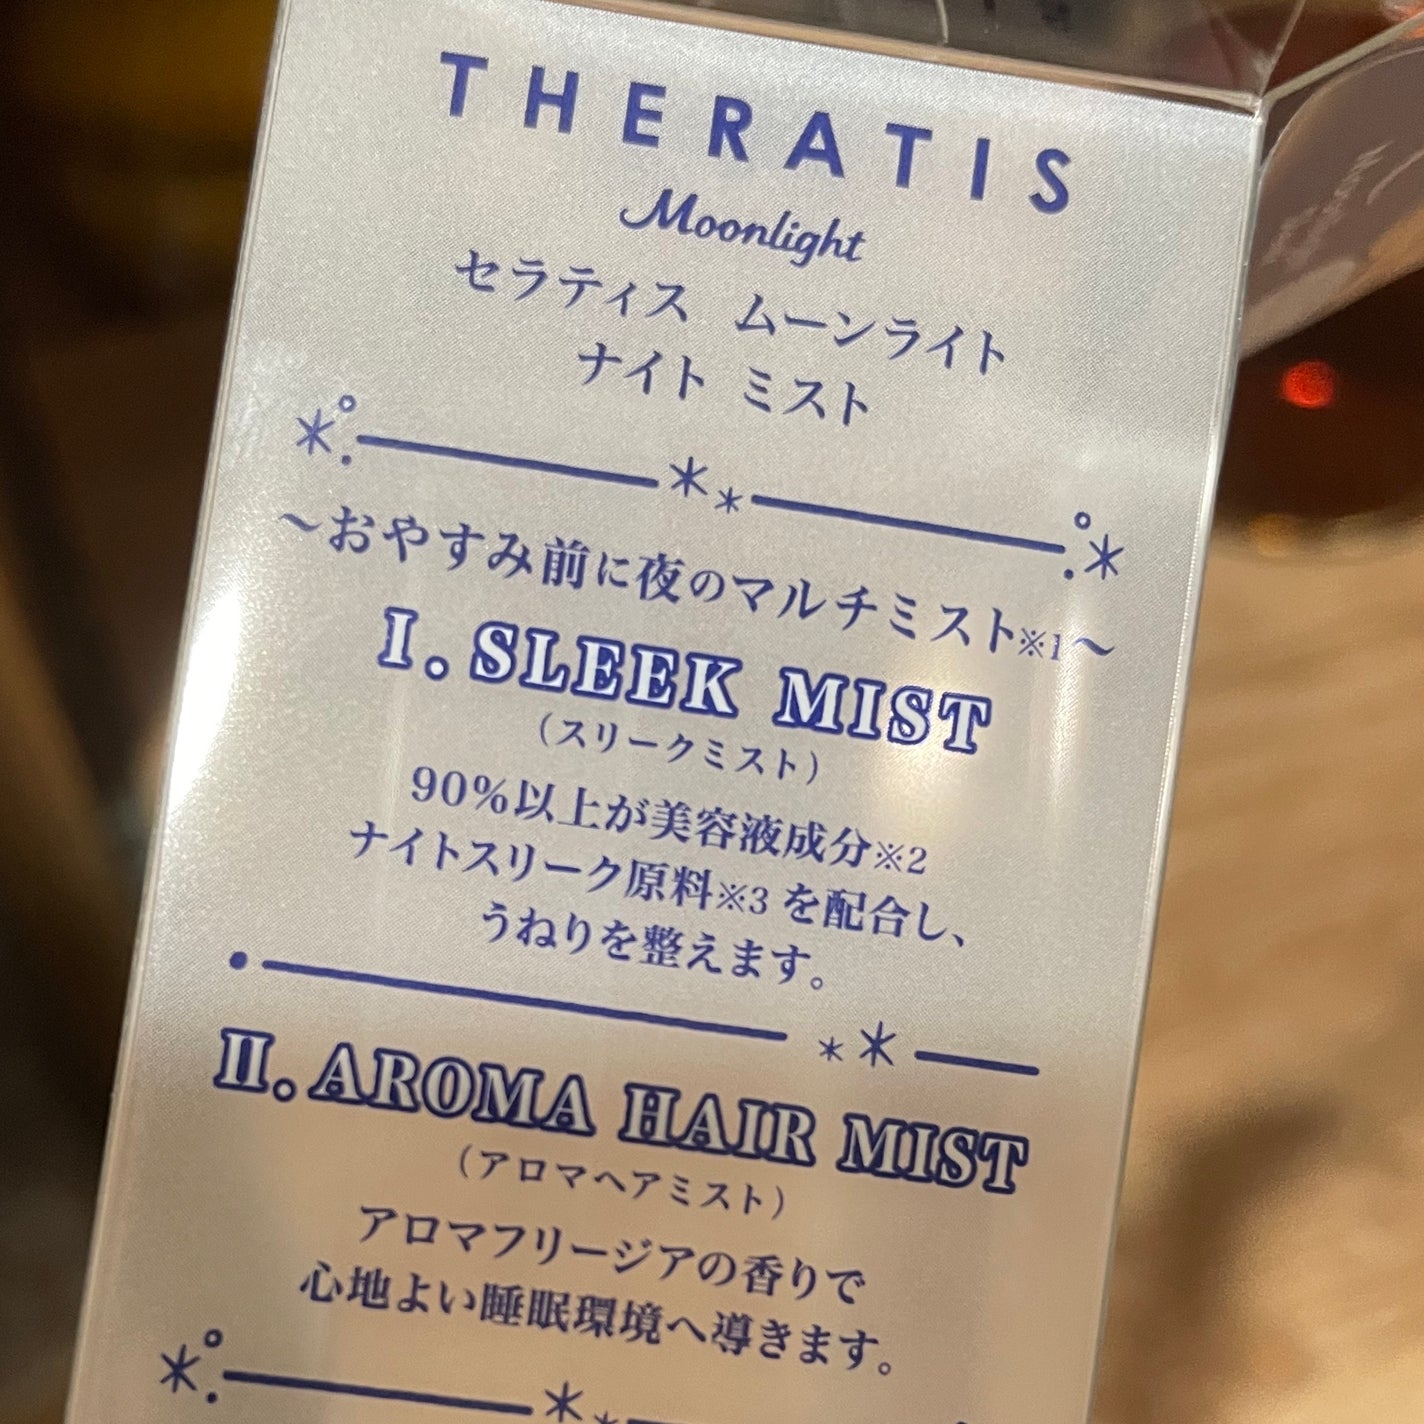 THERATIS
Moonlight
セラティス ムーンライト
ナイト ミスト
～おやすみ前に夜のマルチミスト※1～
I. SLEEK MIST
（スリークミスト）
90%以上が美容液成分※2
ナイトスリーク原料※3 を配合し、
うねりを整えます。
II. AROMA HAIR MIST
（アロマヘアミスト）
アロマフリージアの香りで
心地よい睡眠環境へ導きます。